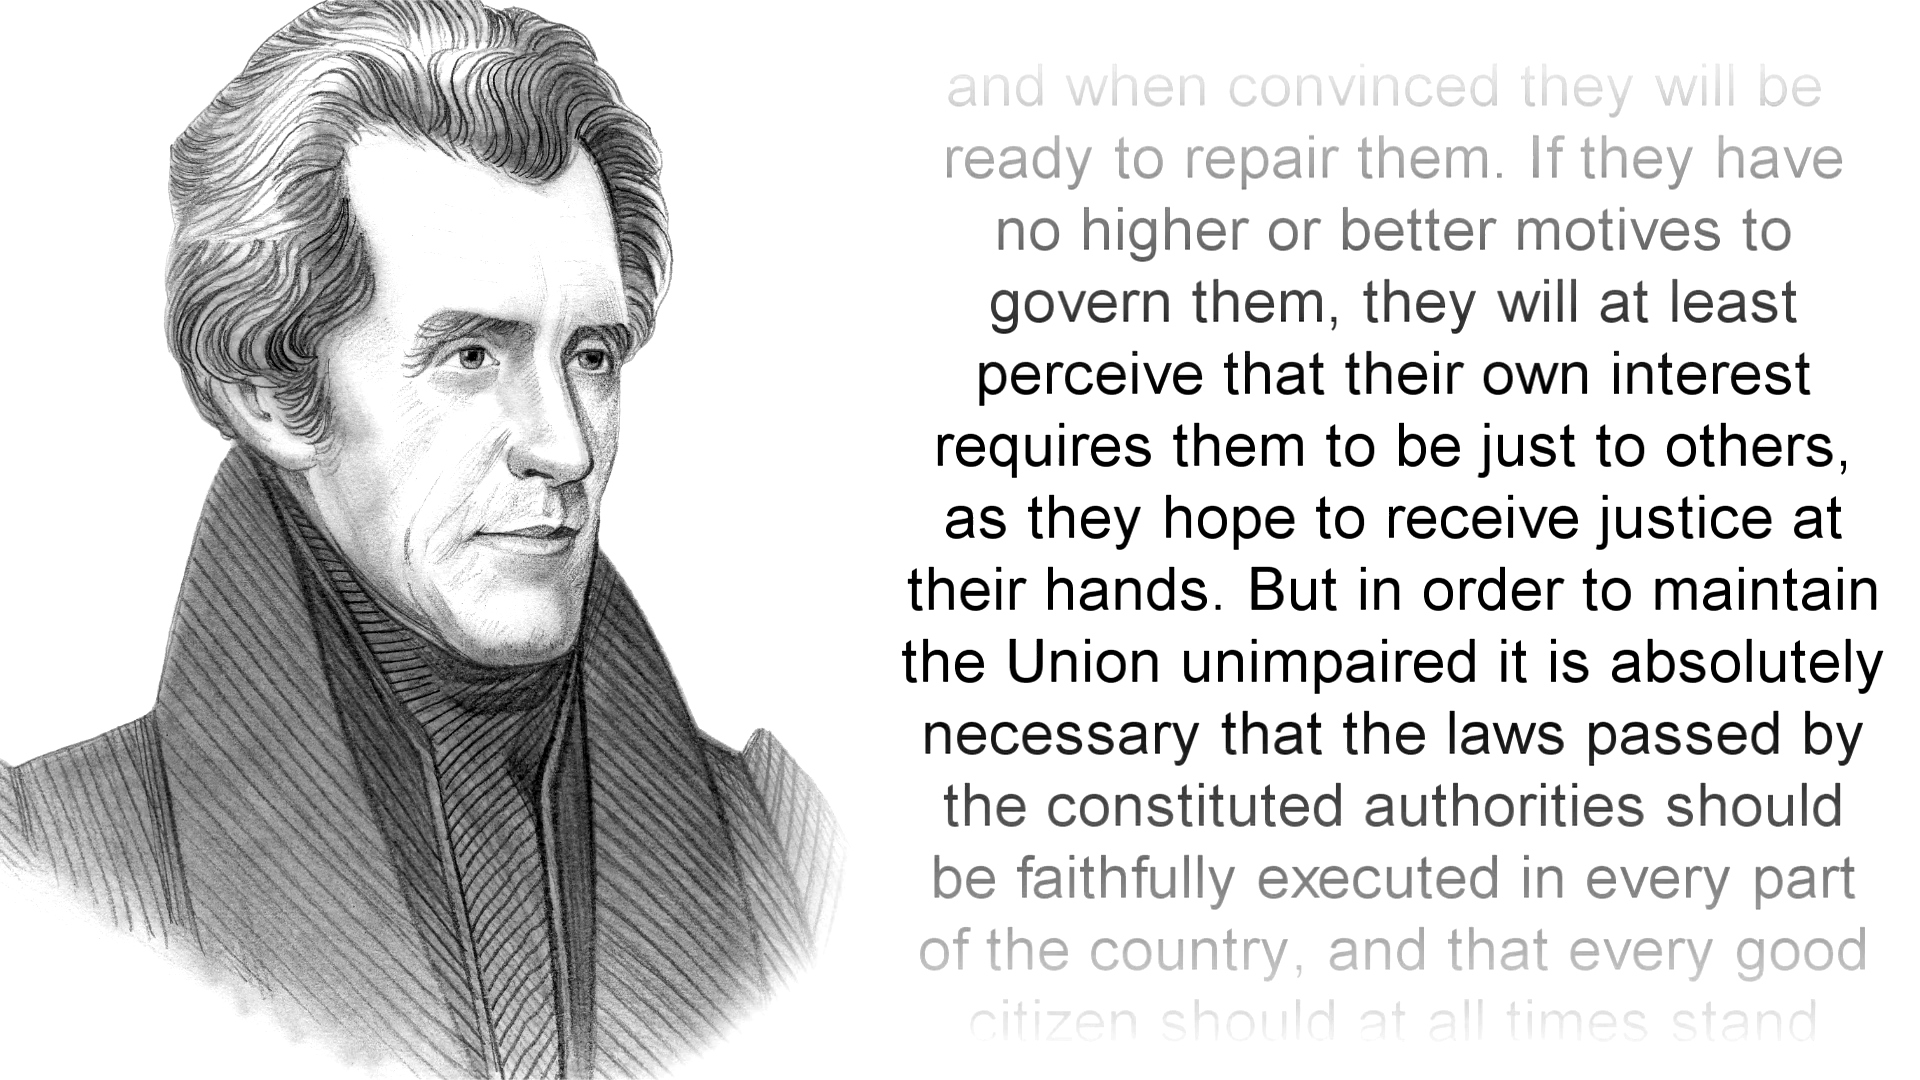 and when convinced they will be
ready to repair them. If they have
no higher or better motives to
govern them, they will at least
perceive that their own interest
requires them to be just to others,
as they hope to receive justice at
their hands. But in order to maintain
the Union unimpaired it is absolutely
necessary that the laws passed by
the constituted authorities should
be faithfully executed in every part
of the country, and that every good
citizen should at all times stand